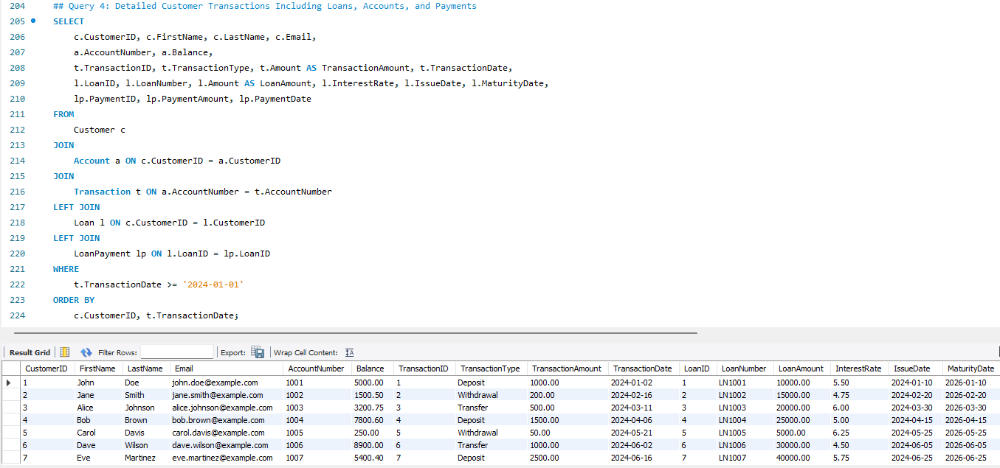 204 ## Query 4: Detailed Customer Transactions Including Loans, Accounts, and Payments
205 SELECT
206 c.CustomerID, c.FirstName, c.LastName, c.Email,
207 a.AccountNumber, a.Balance,
208 t.TransactionID, t.TransactionType, t.Amount AS TransactionAmount, t.TransactionDate,
209 l.LoanID, l.LoanNumber, l.Amount AS LoanAmount, l.InterestRate, l.IssueDate, l.MaturityDate,
210 lp.PaymentID, lp.PaymentAmount, lp.PaymentDate
211 FROM
212 Customer c
213 JOIN
214 Account a ON c.CustomerID = a.CustomerID
215 JOIN
216 Transaction t ON a.AccountNumber = t.AccountNumber
217 LEFT JOIN
218 Loan l ON c.CustomerID = l.CustomerID
219 LEFT JOIN
220 LoanPayment lp ON l.LoanID = lp.LoanID
221 WHERE
222 t.TransactionDate >= '2024-01-01'
223 ORDER BY
224 c.CustomerID, t.TransactionDate;
Result Grid Filter Rows: Export: Wrap Cell Content:
CustomerID FirstName LastName Email AccountNumber Balance TransactionID TransactionType TransactionAmount TransactionDate LoanID LoanNumber LoanAmount InterestRate IssueDate MaturityDate
1 John Doe john.doe@example.com 1001 5000.00 1 Deposit 1000.00 2024-01-02 1 LN1001 10000.00 5.50 2024-01-10 2026-01-10
2 Jane Smith jane.smith@example.com 1002 1500.50 2 Withdrawal 200.00 2024-02-16 2 LN1002 15000.00 4.75 2024-02-20 2026-02-20
3 Alice Johnson alice.johnson@example.com 1003 3200.75 3 Transfer 500.00 2024-03-11 3 LN1003 20000.00 6.00 2024-03-30 2026-03-30
4 Bob Brown bob.brown@example.com 1004 7800.60 4 Deposit 1500.00 2024-04-06 4 LN1004 25000.00 5.00 2024-04-15 2026-04-15
5 Carol Davis carol.davis@example.com 1005 250.00 5 Withdrawal 50.00 2024-05-21 5 LN1005 5000.00 6.25 2024-05-25 2026-05-25
6 Dave Wilson dave.wilson@example.com 1006 8900.00 6 Transfer 1000.00 2024-06-02 6 LN1006 30000.00 4.50 2024-06-05 2026-06-05
7 Eve Martinez eve.martinez@example.com 1007 5400.40 7 Deposit 2500.00 2024-06-16 7 LN1007 40000.00 5.75 2024-06-25 2026-06-25